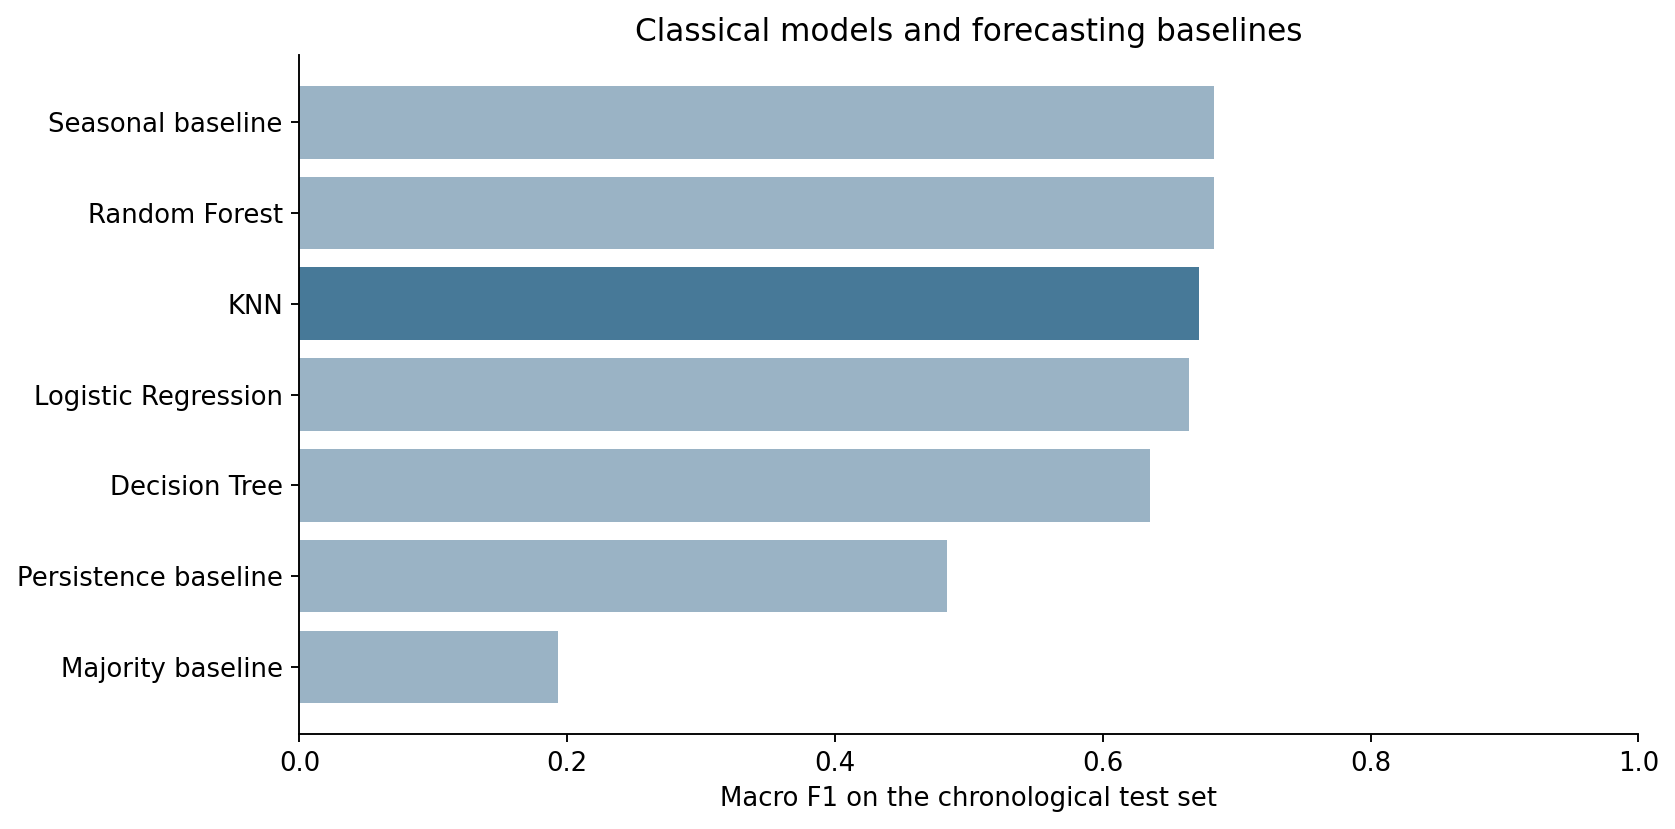 Classical models and forecasting baselines
Seasonal baseline
Random Forest
KNN
Logistic Regression
Decision Tree
Persistence baseline
Majority baseline
0.0 0.2 0.4 0.6 0.8 1.0
Macro F1 on the chronological test set